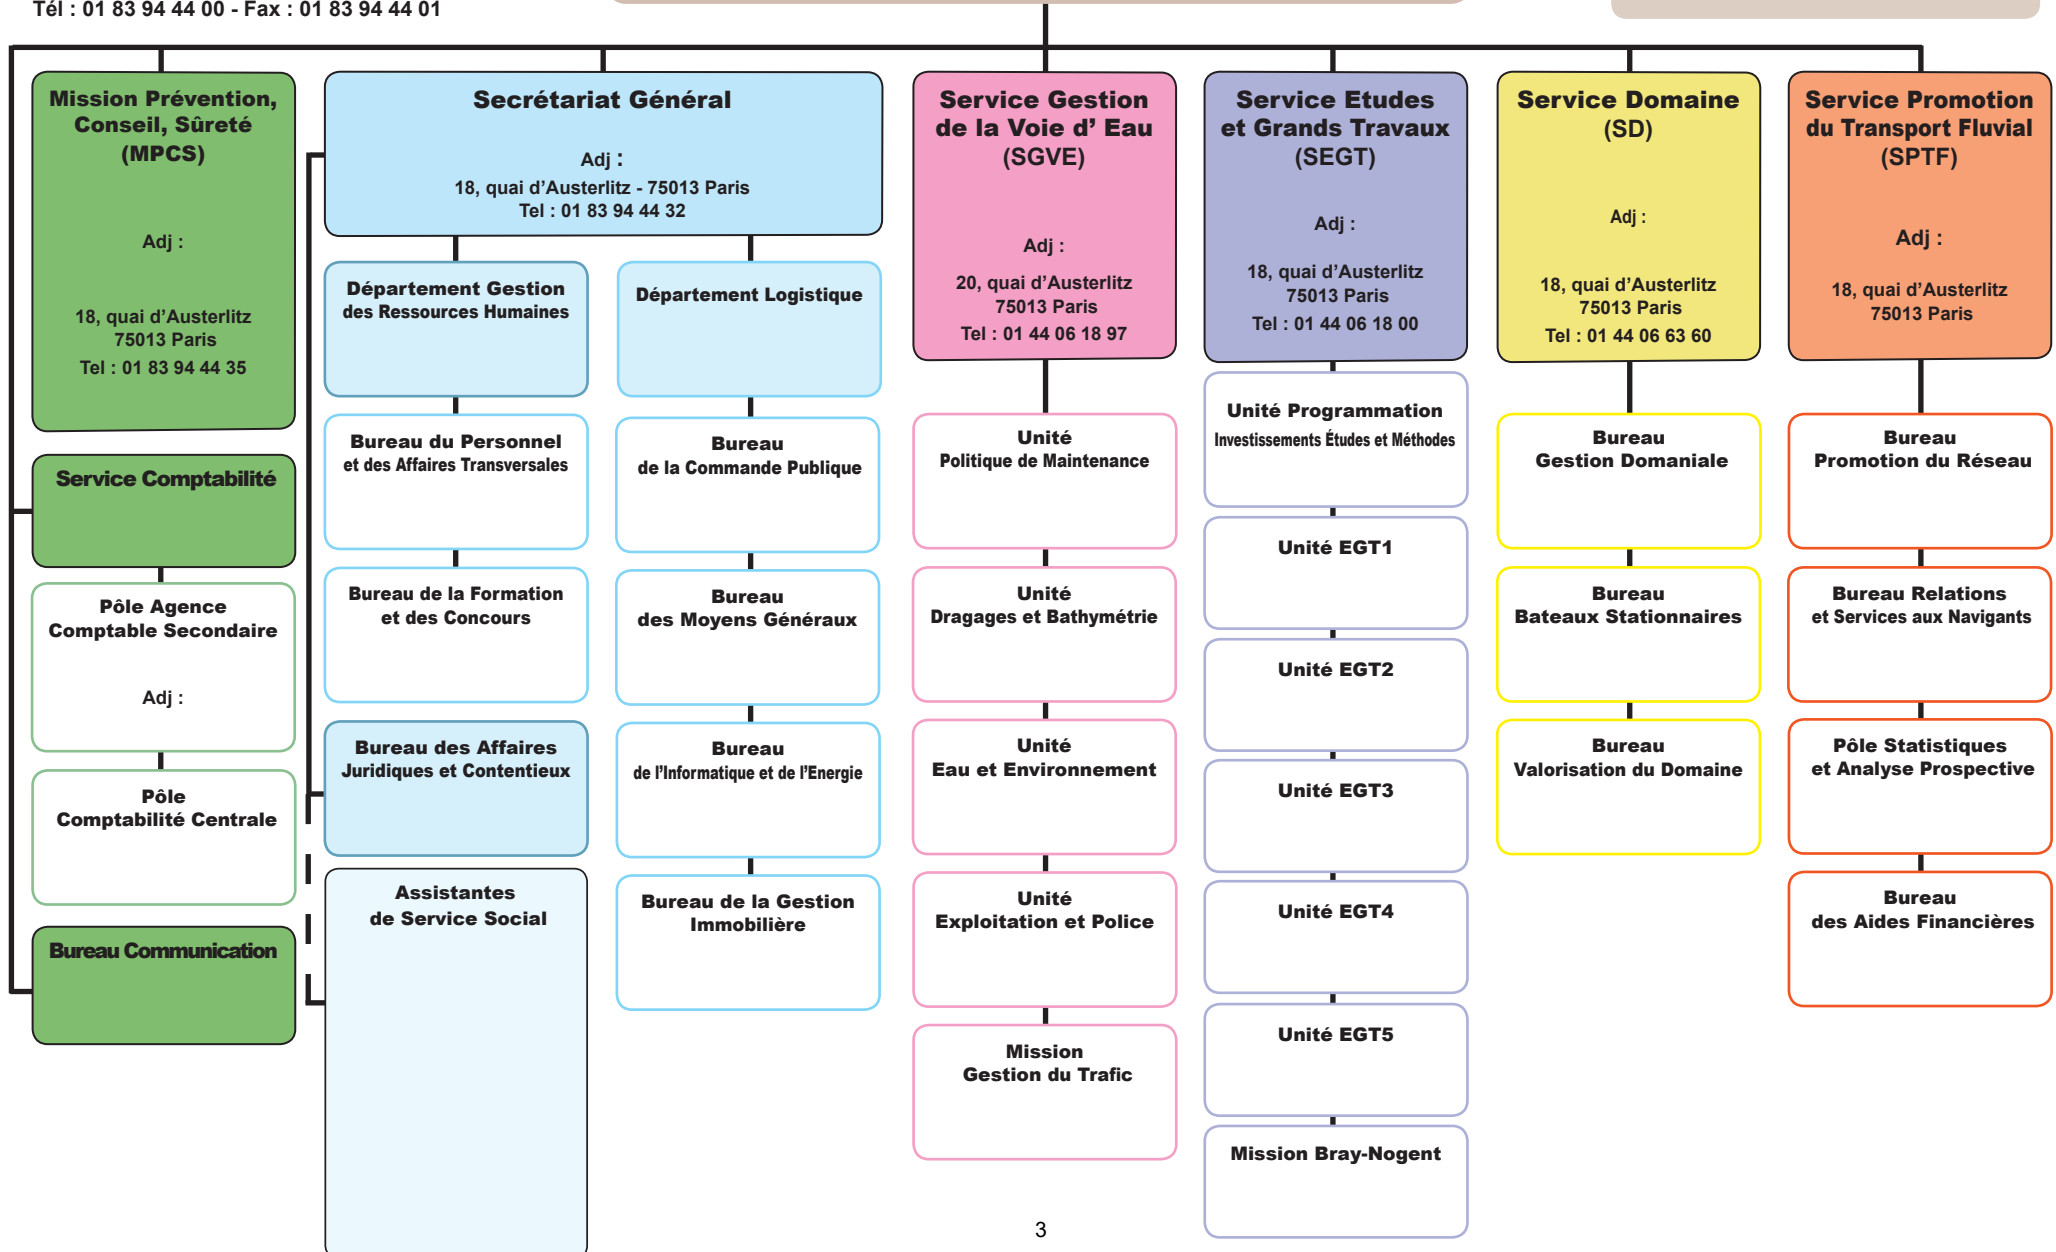 Tél : 01 83 94 44 00 - Fax : 01 83 94 44 01
Mission Prévention,
Conseil, Sûreté
(MPCS)
Adj :
18, quai d’Austerlitz
75013 Paris
Tel : 01 83 94 44 35
Service Comptabilité
Pôle Agence
Comptable Secondaire
Adj :
Pôle
Comptabilité Centrale
Bureau Communication
Secrétariat Général
Adj :
18, quai d’Austerlitz - 75013 Paris
Tel : 01 83 94 44 32
Département Gestion
des Ressources Humaines
Bureau du Personnel
et des Affaires Transversales
Bureau de la Formation
et des Concours
Bureau des Affaires
Juridiques et Contentieux
Assistantes
de Service Social
Département Logistique
Bureau
de la Commande Publique
Bureau
des Moyens Généraux
Bureau
de l’Informatique et de l’Energie
Bureau de la Gestion
Immobilière
Service Gestion
de la Voie d’ Eau
(SGVE)
Adj :
20, quai d’Austerlitz
75013 Paris
Tel : 01 44 06 18 97
Unité
Politique de Maintenance
Unité
Dragages et Bathymétrie
Unité
Eau et Environnement
Unité
Exploitation et Police
Mission
Gestion du Trafic
Service Etudes
et Grands Travaux
(SEGT)
Adj :
18, quai d’Austerlitz
75013 Paris
Tel : 01 44 06 18 00
Unité Programmation
Investissements Études et Méthodes
Unité EGT1
Unité EGT2
Unité EGT3
Unité EGT4
Unité EGT5
Mission Bray-Nogent
Service Domaine
(SD)
Adj :
18, quai d’Austerlitz
75013 Paris
Tel : 01 44 06 63 60
Bureau
Gestion Domaniale
Bureau
Bateaux Stationnaires
Bureau
Valorisation du Domaine
Service Promotion
du Transport Fluvial
(SPTF)
Adj :
18, quai d’Austerlitz
75013 Paris
Bureau
Promotion du Réseau
Bureau Relations
et Services aux Navigants
Pôle Statistiques
et Analyse Prospective
Bureau
des Aides Financières
3